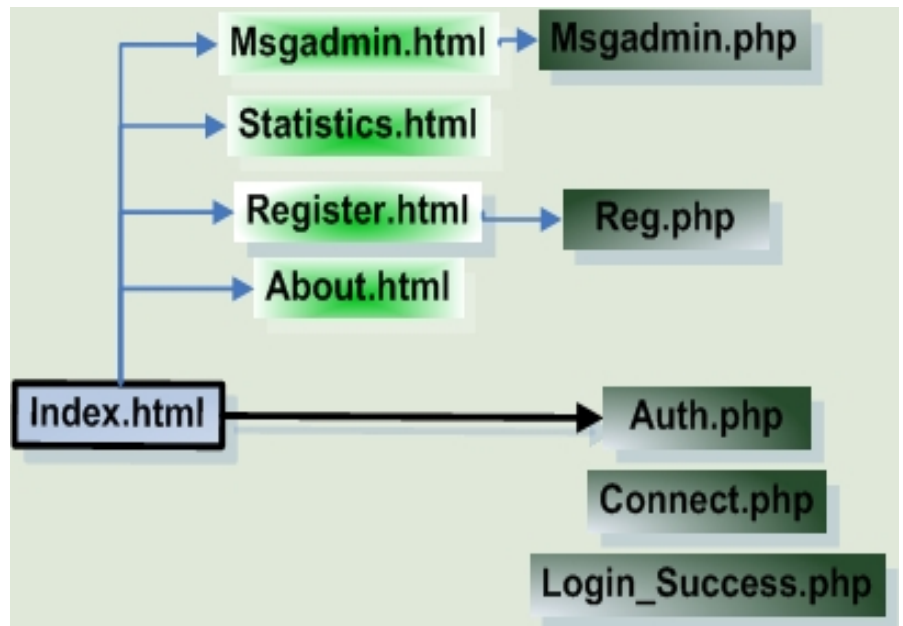 Msgadmin.html
Msgadmin.php
Statistics.html
Register.html
Reg.php
About.html
Index.html
Auth.php
Connect.php
Login_Success.php